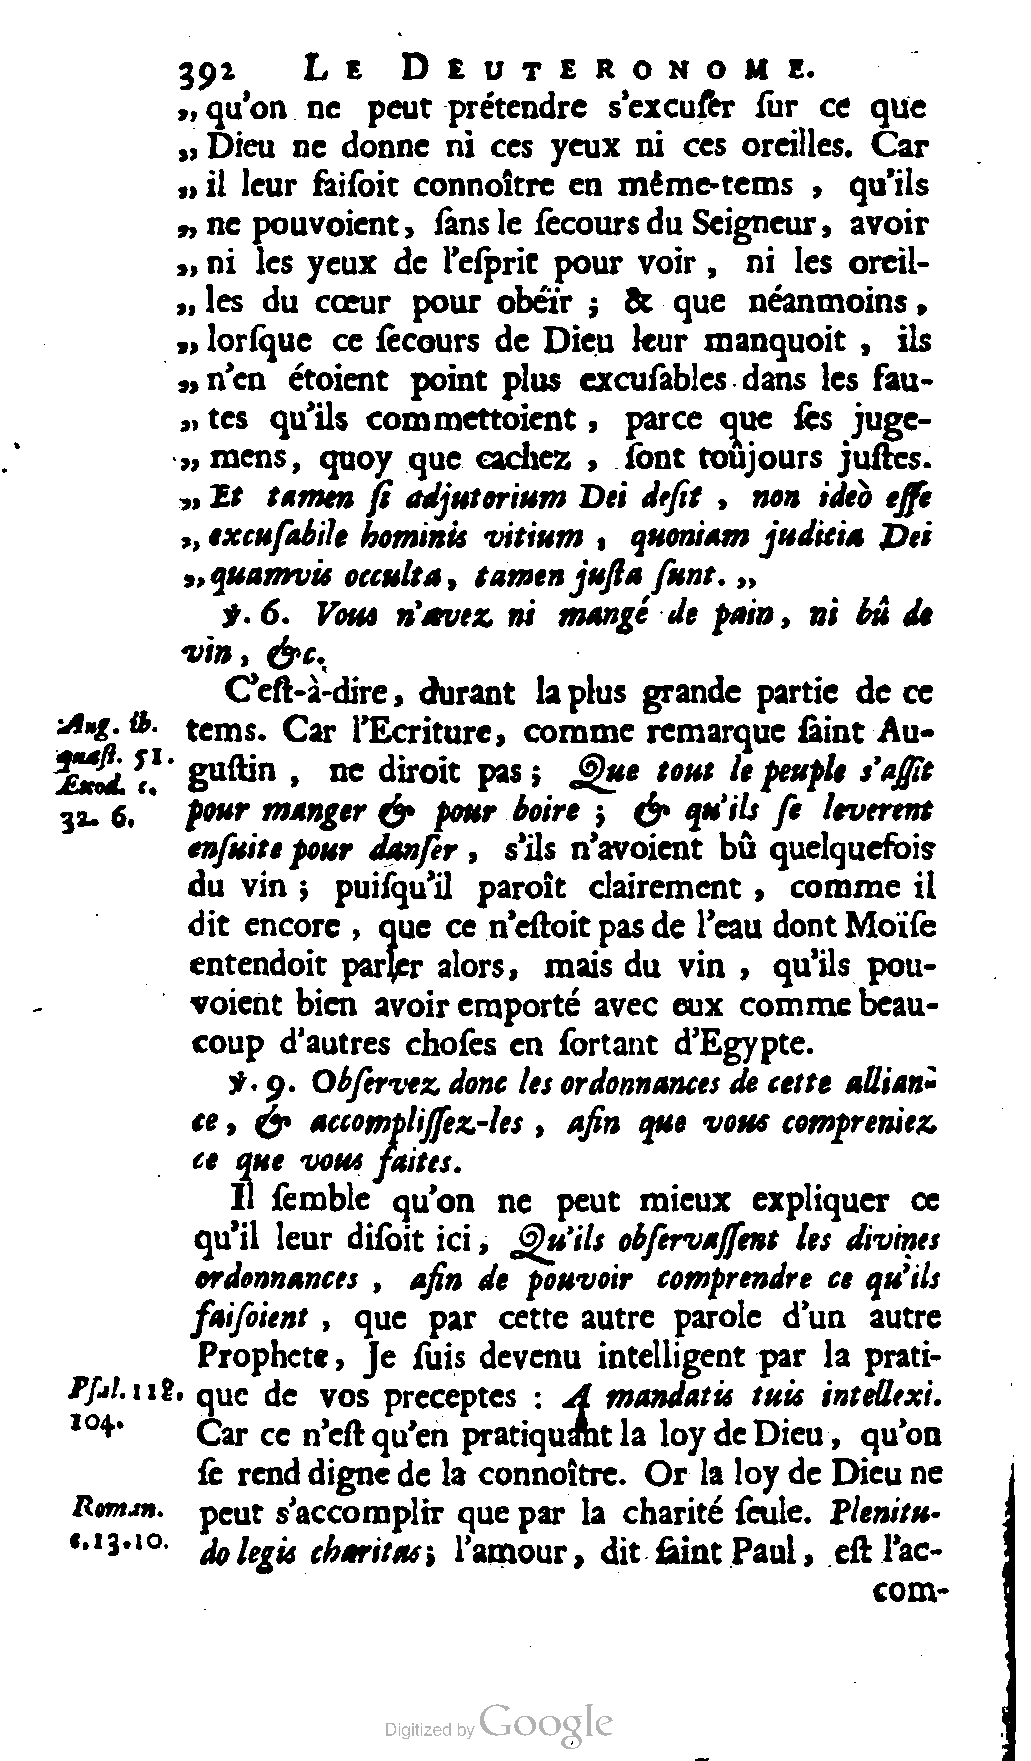 392 LE DEUTERONOME.
„ qu'on ne peut prétendre s'excuſer ſur ce que
„ Dieu ne donne ni ces yeux ni ces oreilles. Car
„ il leur faiſoit connoître en même-tems , qu'ils
„ ne pouvoient, ſans le ſecours du Seigneur, avoir
„ ni les yeux de l'eſprit pour voir , ni les oreil-
„ les du cœur pour obéïr ; & que néanmoins ,
„ lorſque ce ſecours de Dieu leur manquoit , ils
„ n'en étoient point plus excuſables dans les fau-
„ tes qu'ils commettoient , parce que ſes juge-
„ mens, quoy que cachez , ſont toûjours juſtes.
„ Et tamen ſi adjutorium Dei deſit , non ideò eſſe
„ excuſabile hominis vitium , quoniam judicia Dei
„ quamvis occulta, tamen juſta ſunt. „
℣. 6. Vous n'avez ni mangé de pain, ni bû de
vin, &c.
C'eſt-à-dire, durant la plus grande partie de ce
Aug. ib. tems. Car l'Ecriture, comme remarque ſaint Au-
quæſt. 51. guſtin , ne diroit pas ; Que tout le peuple s'aſſit
Exod. c. pour manger & pour boire ; & qu'ils ſe leverent
32. 6. enſuite pour danſer , s'ils n'avoient bû quelquefois
du vin ; puiſqu'il paroît clairement , comme il
dit encore , que ce n'eſtoit pas de l'eau dont Moïſe
entendoit parler alors, mais du vin , qu'ils pou-
voient bien avoir emporté avec eux comme beau-
coup d'autres choſes en ſortant d'Egypte.
℣. 9. Obſervez donc les ordonnances de cette allian-
ce, & accompliſſez-les , afin que vous compreniez
ce que vous faites.
Il ſemble qu'on ne peut mieux expliquer ce
qu'il leur diſoit ici, Qu'ils obſervaſſent les divines
ordonnances , afin de pouvoir comprendre ce qu'ils
faiſoient , que par cette autre parole d'un autre
Prophete, Je ſuis devenu intelligent par la prati-
Pſal. 118. que de vos preceptes : A mandatis tuis intellexi.
104. Car ce n'eſt qu'en pratiquant la loy de Dieu, qu'on
ſe rend digne de la connoître. Or la loy de Dieu ne
Roman. peut s'accomplir que par la charité ſeule. Plenitu-
c. 13. 10. do legis charitas; l'amour, dit ſaint Paul, eſt l'ac-
com-
Digitized by Google